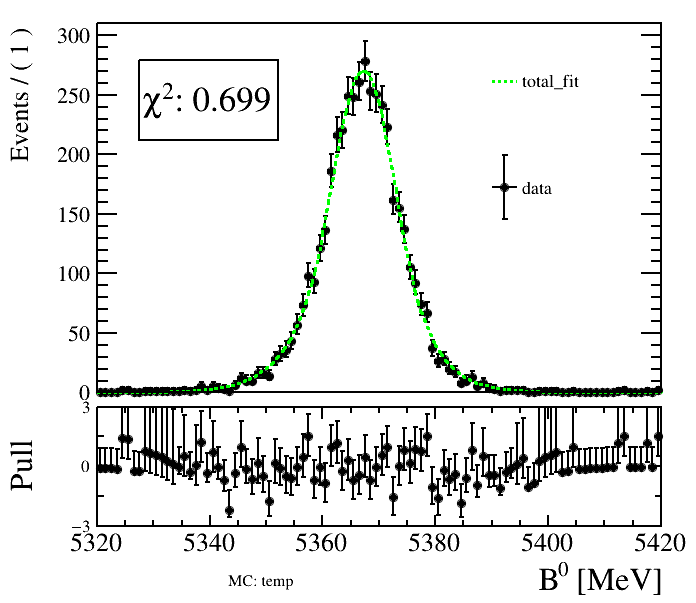 Events / ( 1 )
300
250
200
150
100
50
0
χ²: 0.699
total_fit
data
Pull
3
0
−3
5320 5340 5360 5380 5400 5420
MC: temp
B⁰ [MeV]